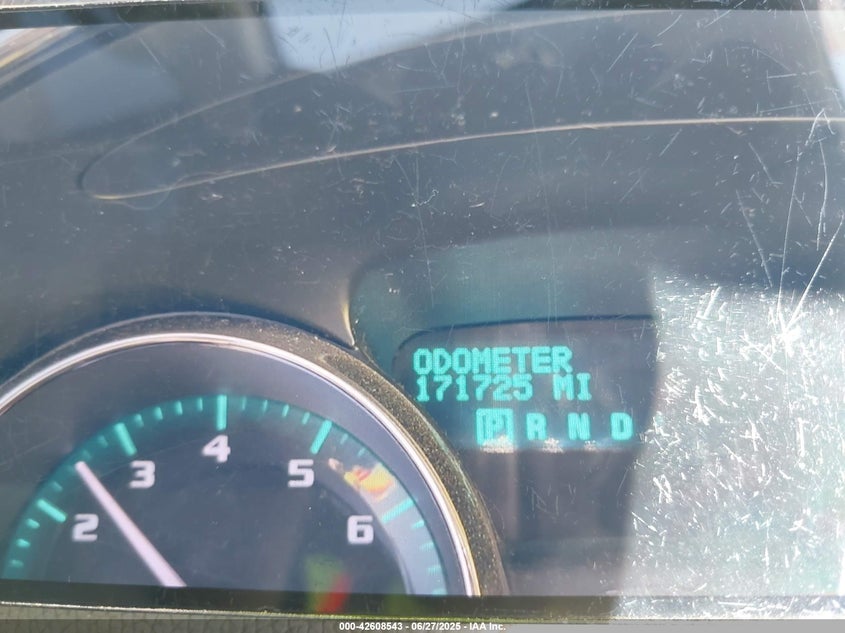 ODOMETER
171725 MI
P R N D
2 3 4 5 6
000-42608543 - 06/27/2025 - IAA Inc.